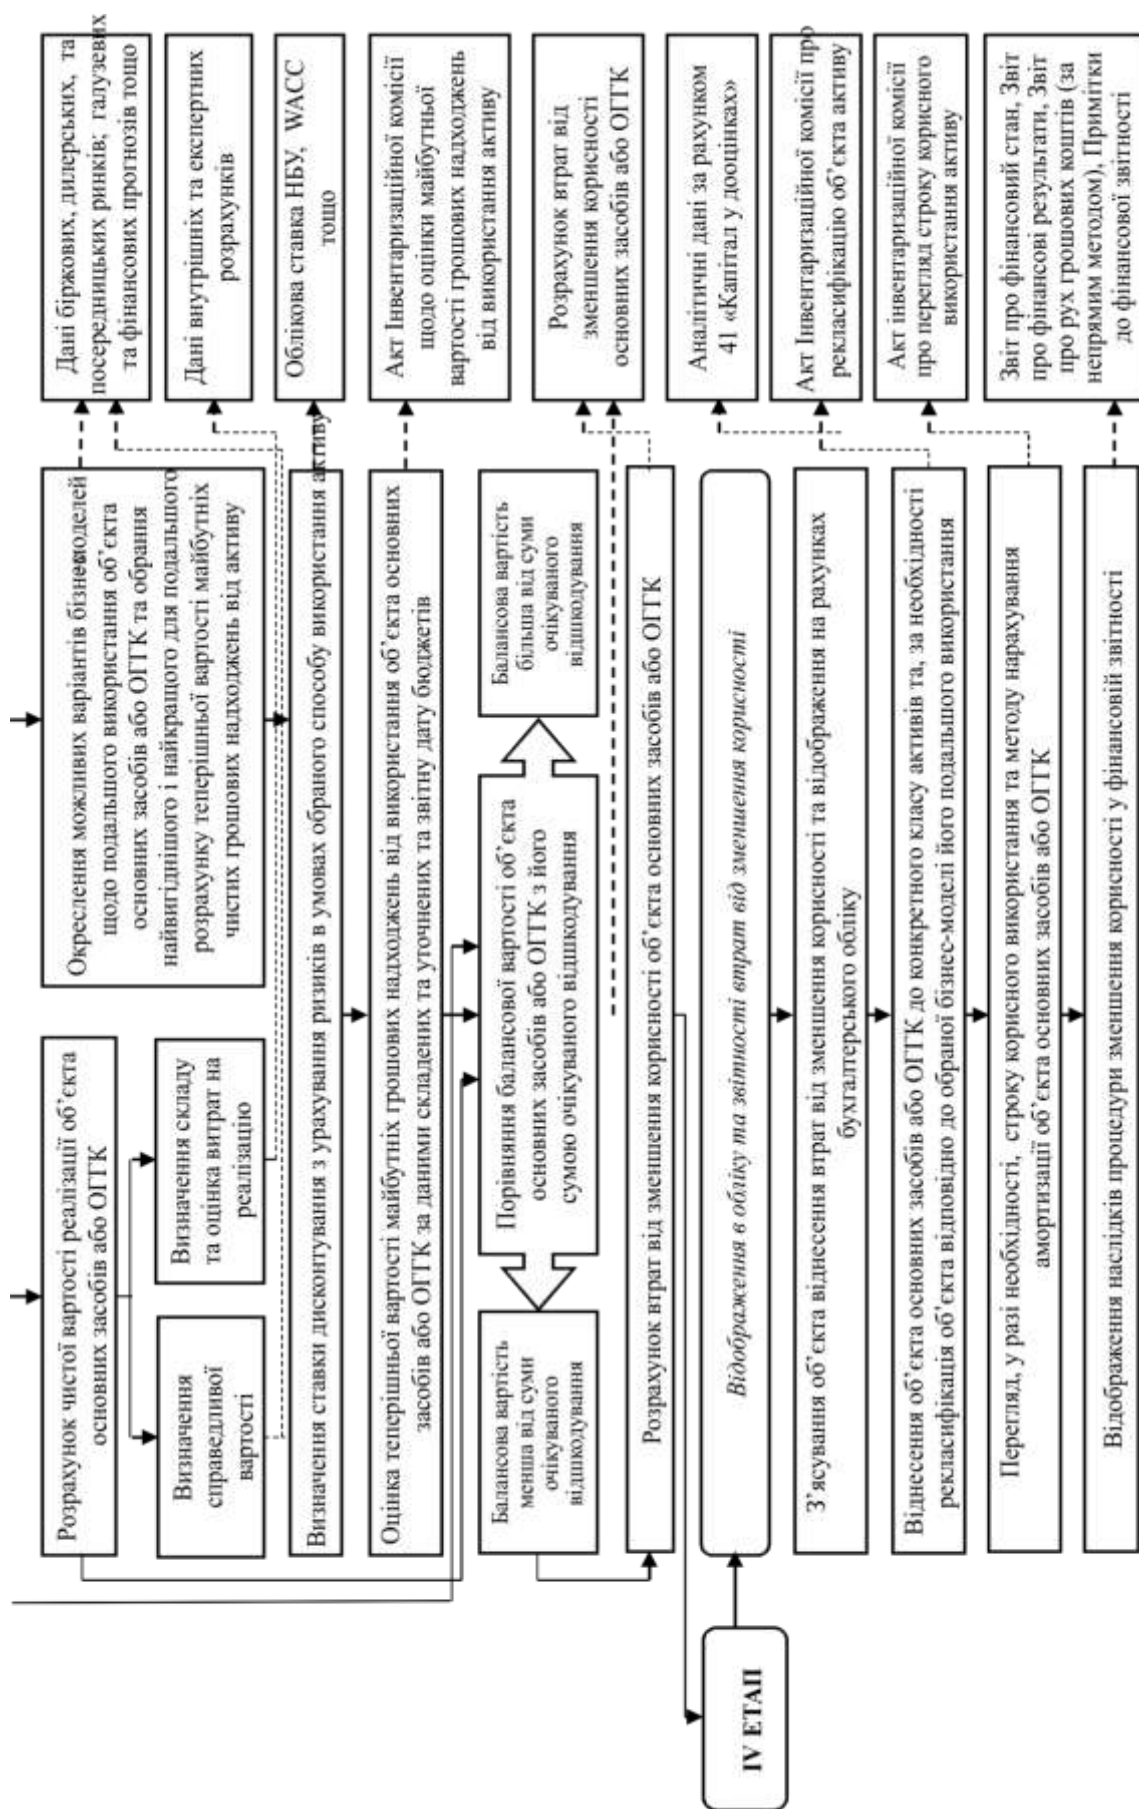 Розрахунок чистої вартості реалізації об’єкта
основних засобів або ОГГК
Визначення
справедливої
вартості
Визначення складу
та оцінка витрат на
реалізацію
Окреслення можливих варіантів бізнес-моделей
щодо подальшого використання об’єкта
основних засобів або ОГГК та обрання
найвигіднішого і найкращого для подальшого
розрахунку теперішньої вартості майбутніх
чистих грошових надходжень від активу
Дані біржових, дилерських, та
посередницьких ринків; галузевих
та фінансових прогнозів тощо
Дані внутрішніх та експертних
розрахунків
Визначення ставки дисконтування з урахування ризиків в умовах обраного способу використання активу
Облікова ставка НБУ, WACC
тощо
Оцінка теперішньої вартості майбутніх грошових надходжень від використання об’єкта основних
засобів або ОГГК за даними складених та уточнених та звітну дату бюджетів
Акт Інвентаризаційної комісії
щодо оцінки майбутньої
вартості грошових надходжень
від використання активу
Балансова вартість
менша від суми
очікуваного
відшкодування
Порівняння балансової вартості об’єкта
основних засобів або ОГГК з його
сумою очікуваного відшкодування
Балансова вартість
більша від суми
очікуваного
відшкодування
Розрахунок втрат від
зменшення корисності
основних засобів або ОГГК
Розрахунок втрат від зменшення корисності об’єкта основних засобів або ОГГК
IV ЕТАП
Відображення в обліку та звітності втрат від зменшення корисності
Аналітичні дані за рахунком
41 «Капітал у дооцінках»
З’ясування об’єкта віднесення втрат від зменшення корисності та відображення на рахунках
бухгалтерського обліку
Акт Інвентаризаційної комісії про
рекласифікацію об’єкта активу
Віднесення об’єкта основних засобів або ОГГК до конкретного класу активів та, за необхідності
рекласифікація об’єкта відповідно до обраної бізнес-моделі його подальшого використання
Акт інвентаризаційної комісії
про перегляд строку корисного
використання активу
Перегляд, у разі необхідності, строку корисного використання та методу нарахування
амортизації об’єкта основних засобів або ОГГК
Відображення наслідків процедури зменшення корисності у фінансовій звітності
Звіт про фінансовий стан, Звіт
про фінансові результати, Звіт
про рух грошових коштів (за
непрямим методом), Примітки
до фінансової звітності